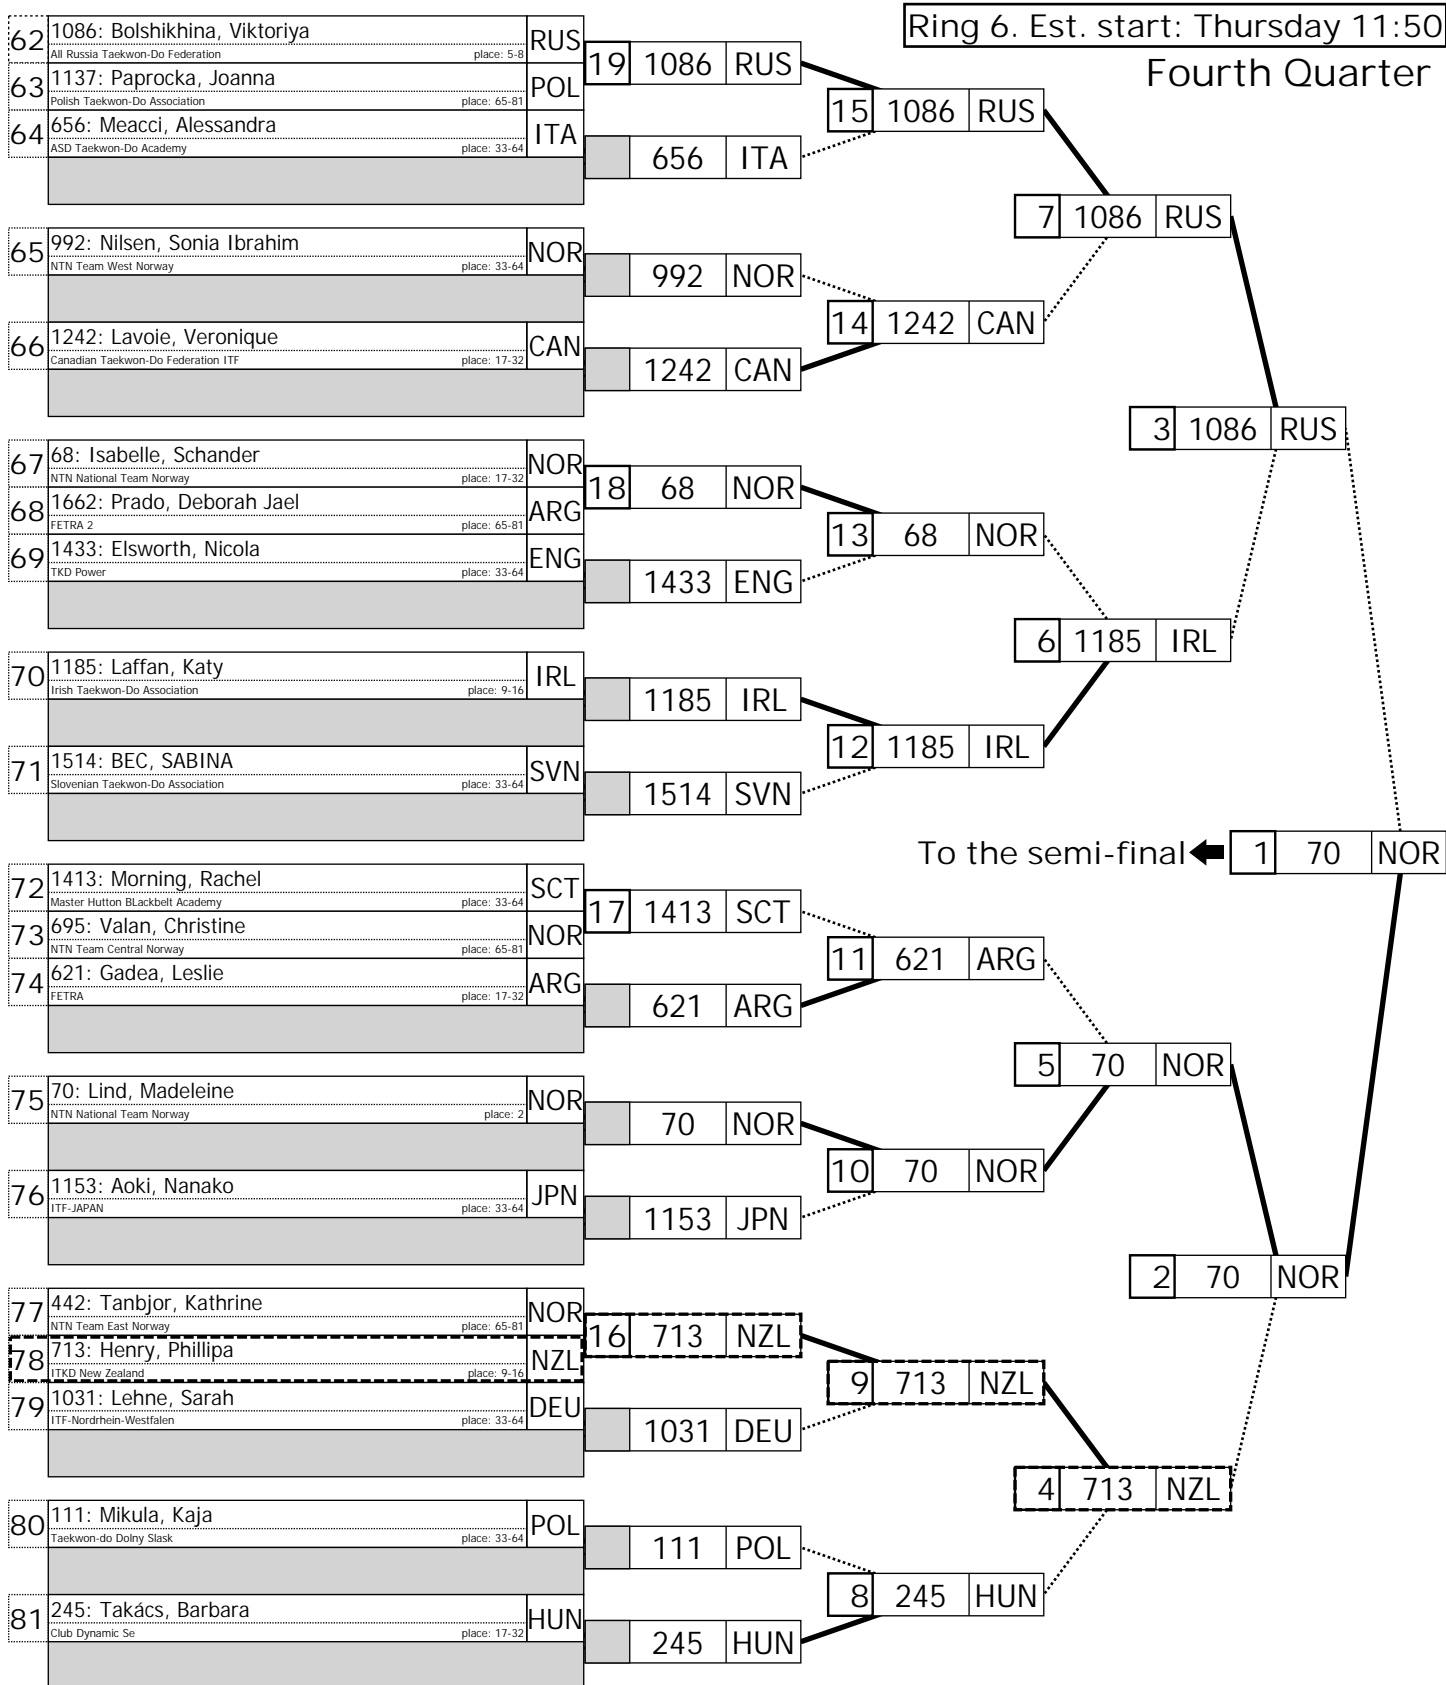 Ring 6. Est. start: Thursday 11:50
Fourth Quarter
62 1086: Bolshikhina, Viktoriya RUS
All Russia Taekwon-Do Federation place: 5-8
63 1137: Paprocka, Joanna POL
Polish Taekwon-Do Association place: 65-81
64 656: Meacci, Alessandra ITA
ASD Taekwon-Do Academy place: 33-64
65 992: Nilsen, Sonia Ibrahim NOR
NTN Team West Norway place: 33-64
66 1242: Lavoie, Veronique CAN
Canadian Taekwon-Do Federation ITF place: 17-32
67 68: Isabelle, Schander NOR
NTN National Team Norway place: 17-32
68 1662: Prado, Deborah Jael ARG
FETRA 2 place: 65-81
69 1433: Elsworth, Nicola ENG
TKD Power place: 33-64
70 1185: Laffan, Katy IRL
Irish Taekwon-Do Association place: 9-16
71 1514: BEC, SABINA SVN
Slovenian Taekwon-Do Association place: 33-64
72 1413: Morning, Rachel SCT
Master Hutton BLackbelt Academy place: 33-64
73 695: Valan, Christine NOR
NTN Team Central Norway place: 65-81
74 621: Gadea, Leslie ARG
FETRA place: 17-32
75 70: Lind, Madeleine NOR
NTN National Team Norway place: 2
76 1153: Aoki, Nanako JPN
ITF-JAPAN place: 33-64
77 442: Tanbjor, Kathrine NOR
NTN Team East Norway place: 65-81
78 713: Henry, Phillipa NZL
ITKD New Zealand place: 9-16
79 1031: Lehne, Sarah DEU
ITF-Nordrhein-Westfalen place: 33-64
80 111: Mikula, Kaja POL
Taekwon-do Dolny Slask place: 33-64
81 245: Takács, Barbara HUN
Club Dynamic Se place: 17-32
19 1086 RUS
656 ITA
992 NOR
1242 CAN
18 68 NOR
1433 ENG
1185 IRL
1514 SVN
17 1413 SCT
621 ARG
70 NOR
1153 JPN
16 713 NZL
1031 DEU
111 POL
245 HUN
15 1086 RUS
14 1242 CAN
13 68 NOR
12 1185 IRL
11 621 ARG
10 70 NOR
9 713 NZL
8 245 HUN
7 1086 RUS
6 1185 IRL
5 70 NOR
4 713 NZL
3 1086 RUS
2 70 NOR
To the semi-final 1 70 NOR